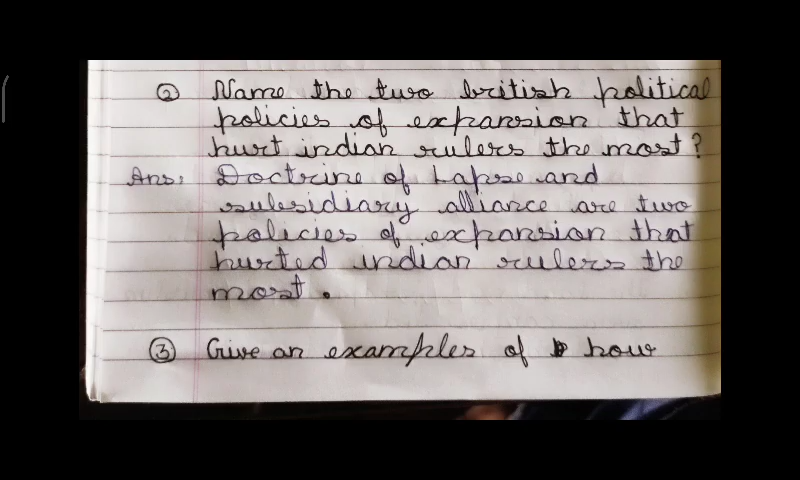 ② Name the two british political
policies of expansion that
hurt indian rulers the most?
Ans: Doctrine of Lapse and
subsidiary alliance are two
policies of expansion that
hurted indian rulers the
most.
③ Give an examples of how